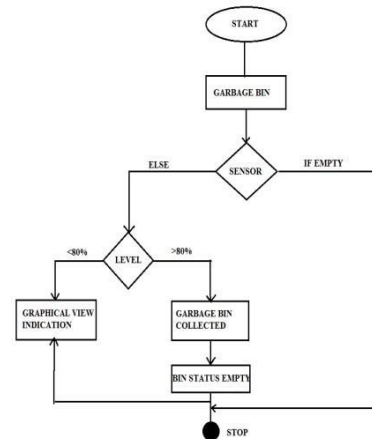 START
GARBAGE BIN
SENSOR
ELSE
IF EMPTY
LEVEL
<80%
>80%
GRAPHICAL VIEW
INDICATION
GARBAGE BIN
COLLECTED
BIN STATUS EMPTY
STOP